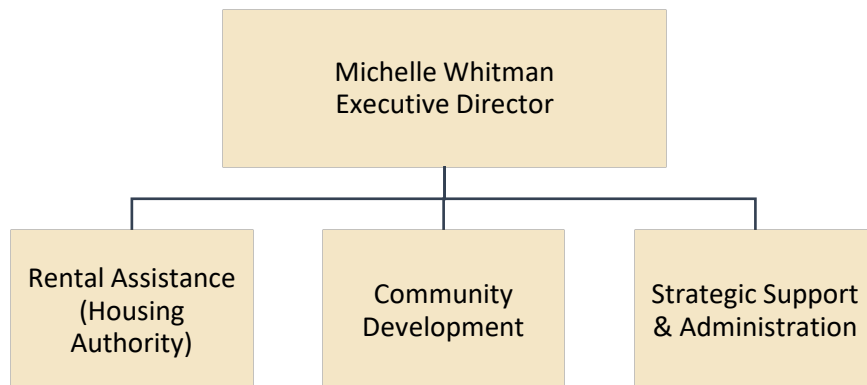 Michelle Whitman
Executive Director
Rental Assistance
(Housing
Authority)
Community
Development
Strategic Support
& Administration